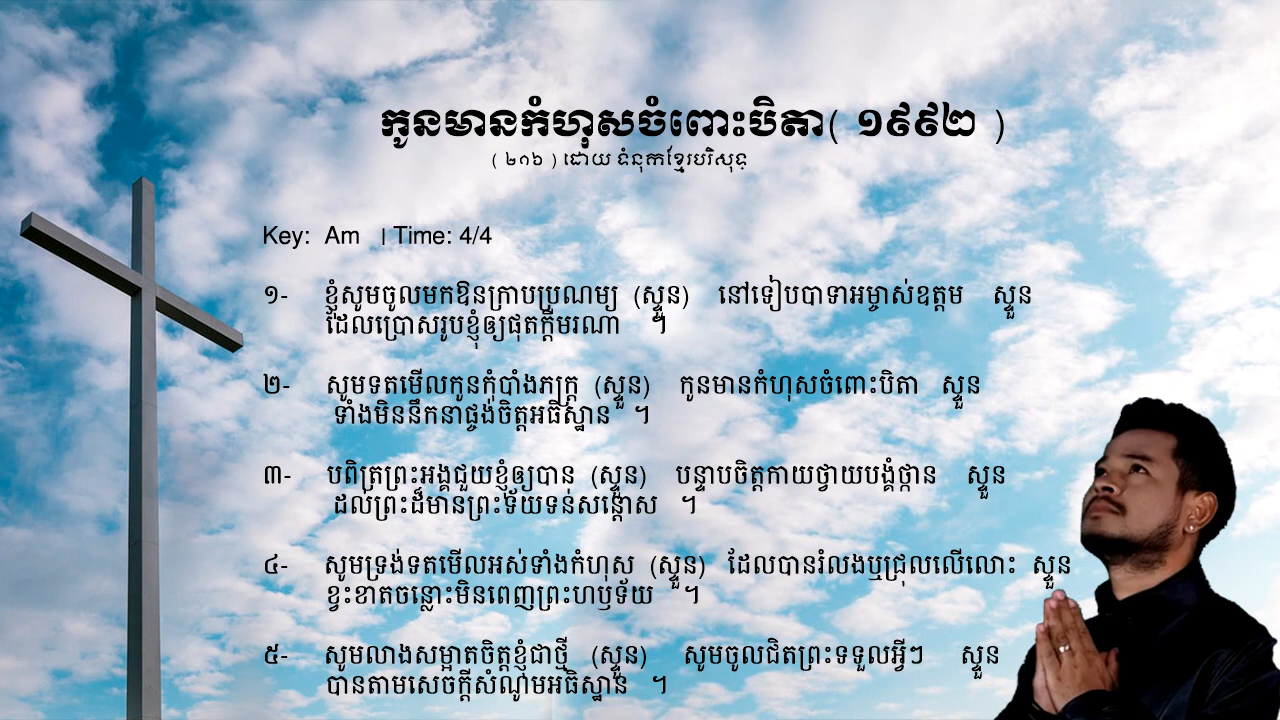 កូនមានកំហុសចំពោះបិតា( ១៩៩២ )
( ២១៦ ) ដោយ ទំនុកខ្មែរបរិសុទ្ធ
Key: Am | Time: 4/4
១- ខ្ញុំសូមចូលមកឱនក្រាបប្រណម្យ (ស្ទួន) នៅទៀបបាទាអម្ចាស់ឧត្តម ស្ទួន
ដែលប្រោសរូបខ្ញុំឲ្យផុតក្តីមរណា ។
២- សូមទតមើលកូនកំបាំងភក្ត្រ (ស្ទួន) កូនមានកំហុសចំពោះបិតា ស្ទួន
ទាំងមិននឹកនាផ្ចង់ចិត្តអធិស្ឋាន ។
៣- បពិត្រព្រះអង្គជួយខ្ញុំឲ្យបាន (ស្ទួន) បន្ទាបចិត្តកាយថ្វាយបង្គំថ្កាន ស្ទួន
ដល់ព្រះដ៏មានព្រះទ័យទន់សន្តោស ។
៤- សូមទ្រង់ទតមើលអស់ទាំងកំហុស (ស្ទួន) ដែលបានរំលងឬជ្រុលលើលោះ ស្ទួន
ខ្វះខាតចន្លោះមិនពេញព្រះហឫទ័យ ។
៥- សូមលាងសម្អាតចិត្តខ្ញុំជាថ្មី (ស្ទួន) សូមចូលជិតព្រះទទួលអ្វីៗ ស្ទួន
បានតាមសេចក្តីសំណូមអធិស្ឋាន ។